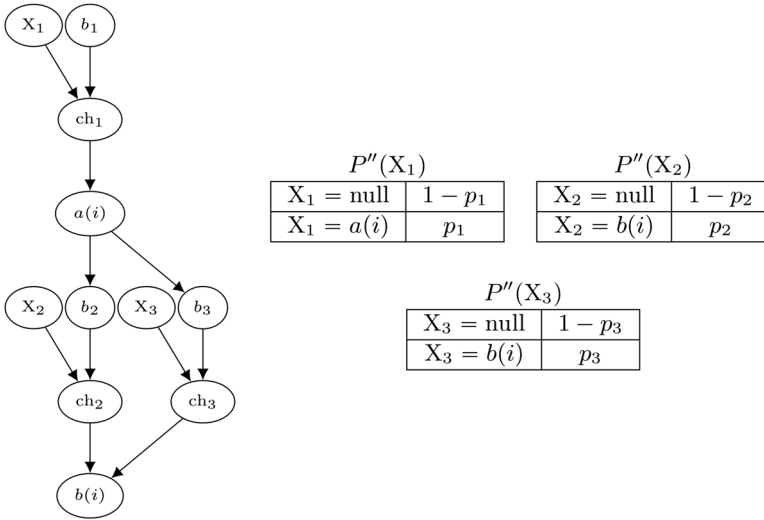 X₁ b₁
ch₁
a(i)
X₂ b₂ X₃ b₃
ch₂ ch₃
b(i)
P″(X₁)
X₁ = null 1 − p₁
X₁ = a(i) p₁
P″(X₂)
X₂ = null 1 − p₂
X₂ = b(i) p₂
P″(X₃)
X₃ = null 1 − p₃
X₃ = b(i) p₃